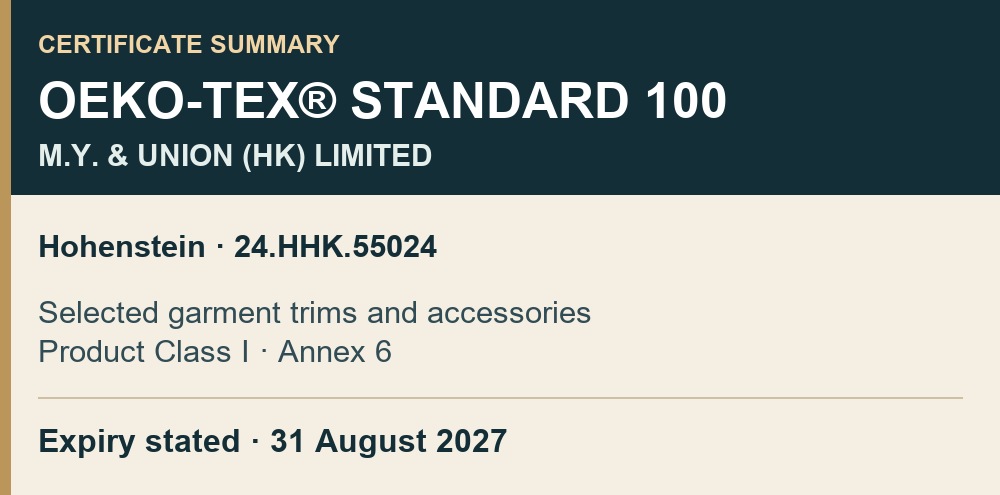 CERTIFICATE SUMMARY
OEKO-TEX® STANDARD 100
M.Y. & UNION (HK) LIMITED
Hohenstein · 24.HHK.55024
Selected garment trims and accessories
Product Class I · Annex 6
Expiry stated · 31 August 2027